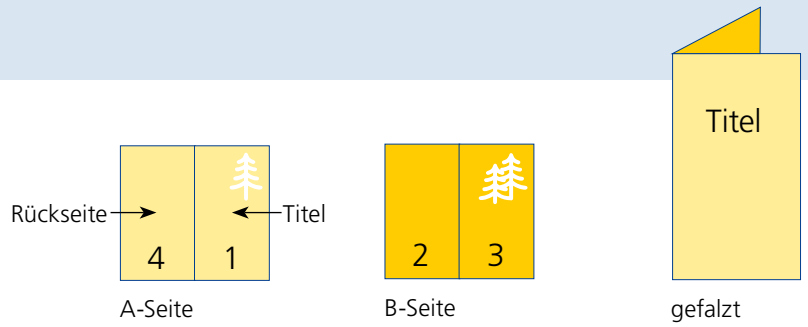 Titel
Rückseite
Titel
4 1
2 3
A-Seite
B-Seite
gefalzt